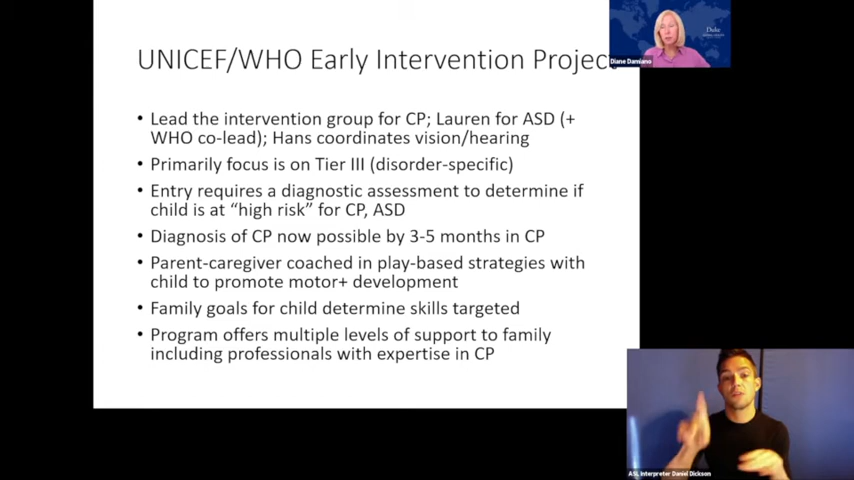 UNICEF/WHO Early Intervention Project
Duke
Diane Damiano
• Lead the intervention group for CP; Lauren for ASD (+
WHO co-lead); Hans coordinates vision/hearing
• Primarily focus is on Tier III (disorder-specific)
• Entry requires a diagnostic assessment to determine if
child is at “high risk” for CP, ASD
• Diagnosis of CP now possible by 3-5 months in CP
• Parent-caregiver coached in play-based strategies with
child to promote motor+ development
• Family goals for child determine skills targeted
• Program offers multiple levels of support to family
including professionals with expertise in CP
ASL Interpreter Daniel Dickson